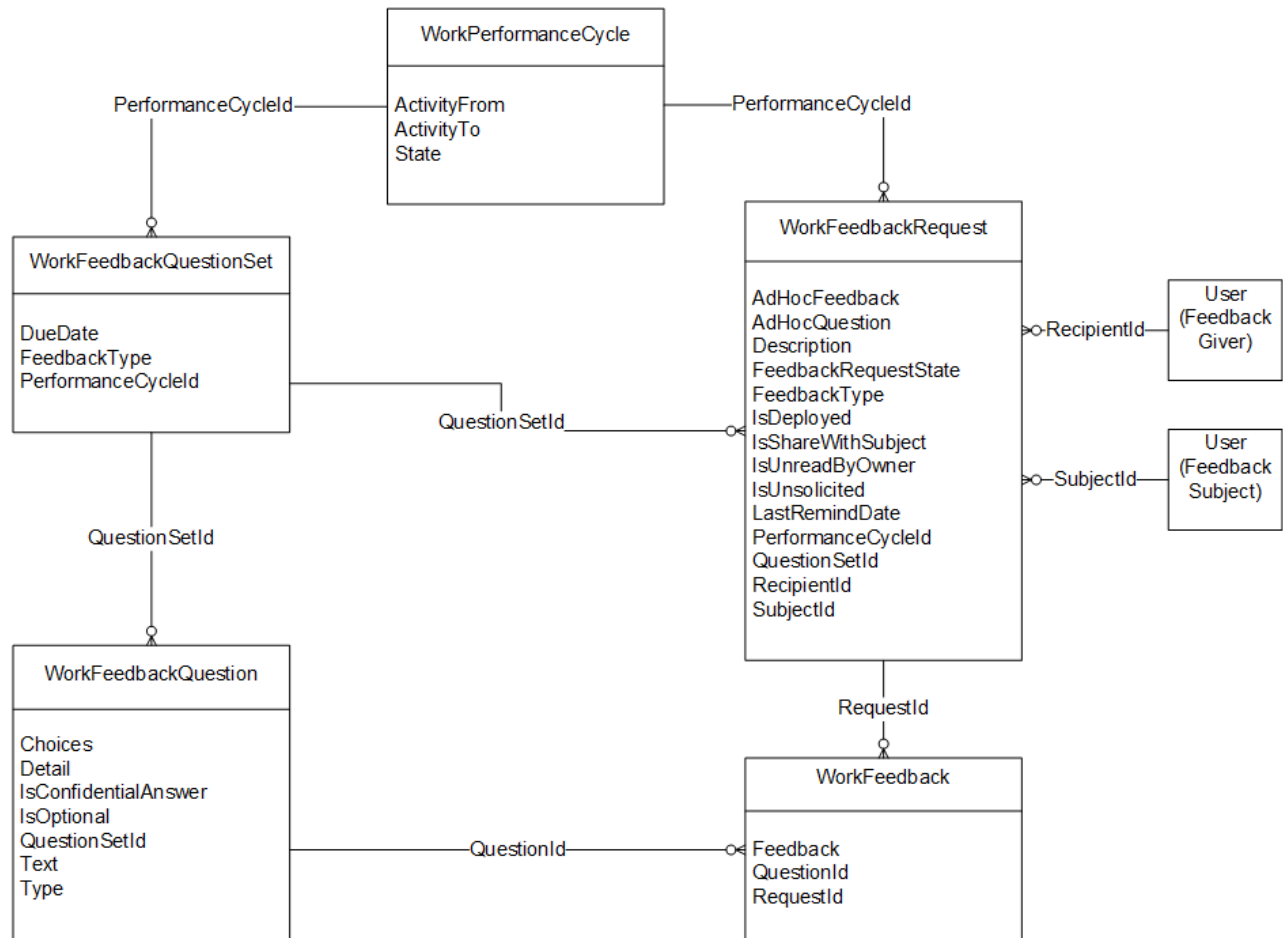 WorkPerformanceCycle
ActivityFrom
ActivityTo
State
PerformanceCycleId
PerformanceCycleId
WorkFeedbackQuestionSet
DueDate
FeedbackType
PerformanceCycleId
WorkFeedbackRequest
AdHocFeedback
AdHocQuestion
Description
FeedbackRequestState
FeedbackType
IsDeployed
IsShareWithSubject
IsUnreadByOwner
IsUnsolicited
LastRemindDate
PerformanceCycleId
QuestionSetId
RecipientId
SubjectId
RecipientId
User
(Feedback
Giver)
SubjectId
User
(Feedback
Subject)
QuestionSetId
QuestionSetId
WorkFeedbackQuestion
Choices
Detail
IsConfidentialAnswer
IsOptional
QuestionSetId
Text
Type
RequestId
QuestionId
WorkFeedback
Feedback
QuestionId
RequestId